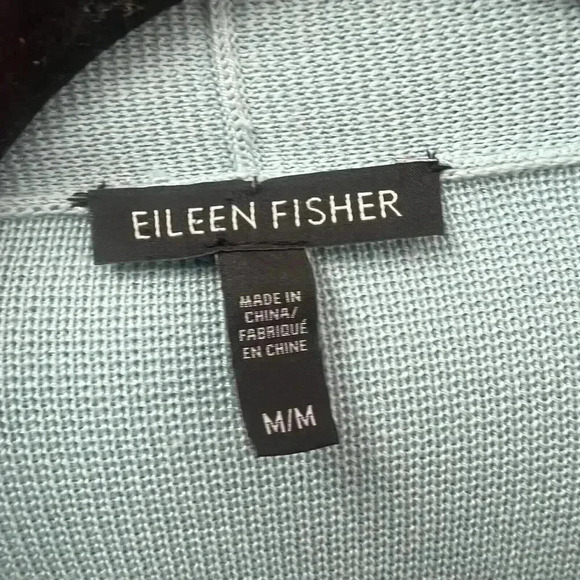 EILEEN FISHER
MADE IN
CHINA/
FABRIQUÉ
EN CHINE
M/M